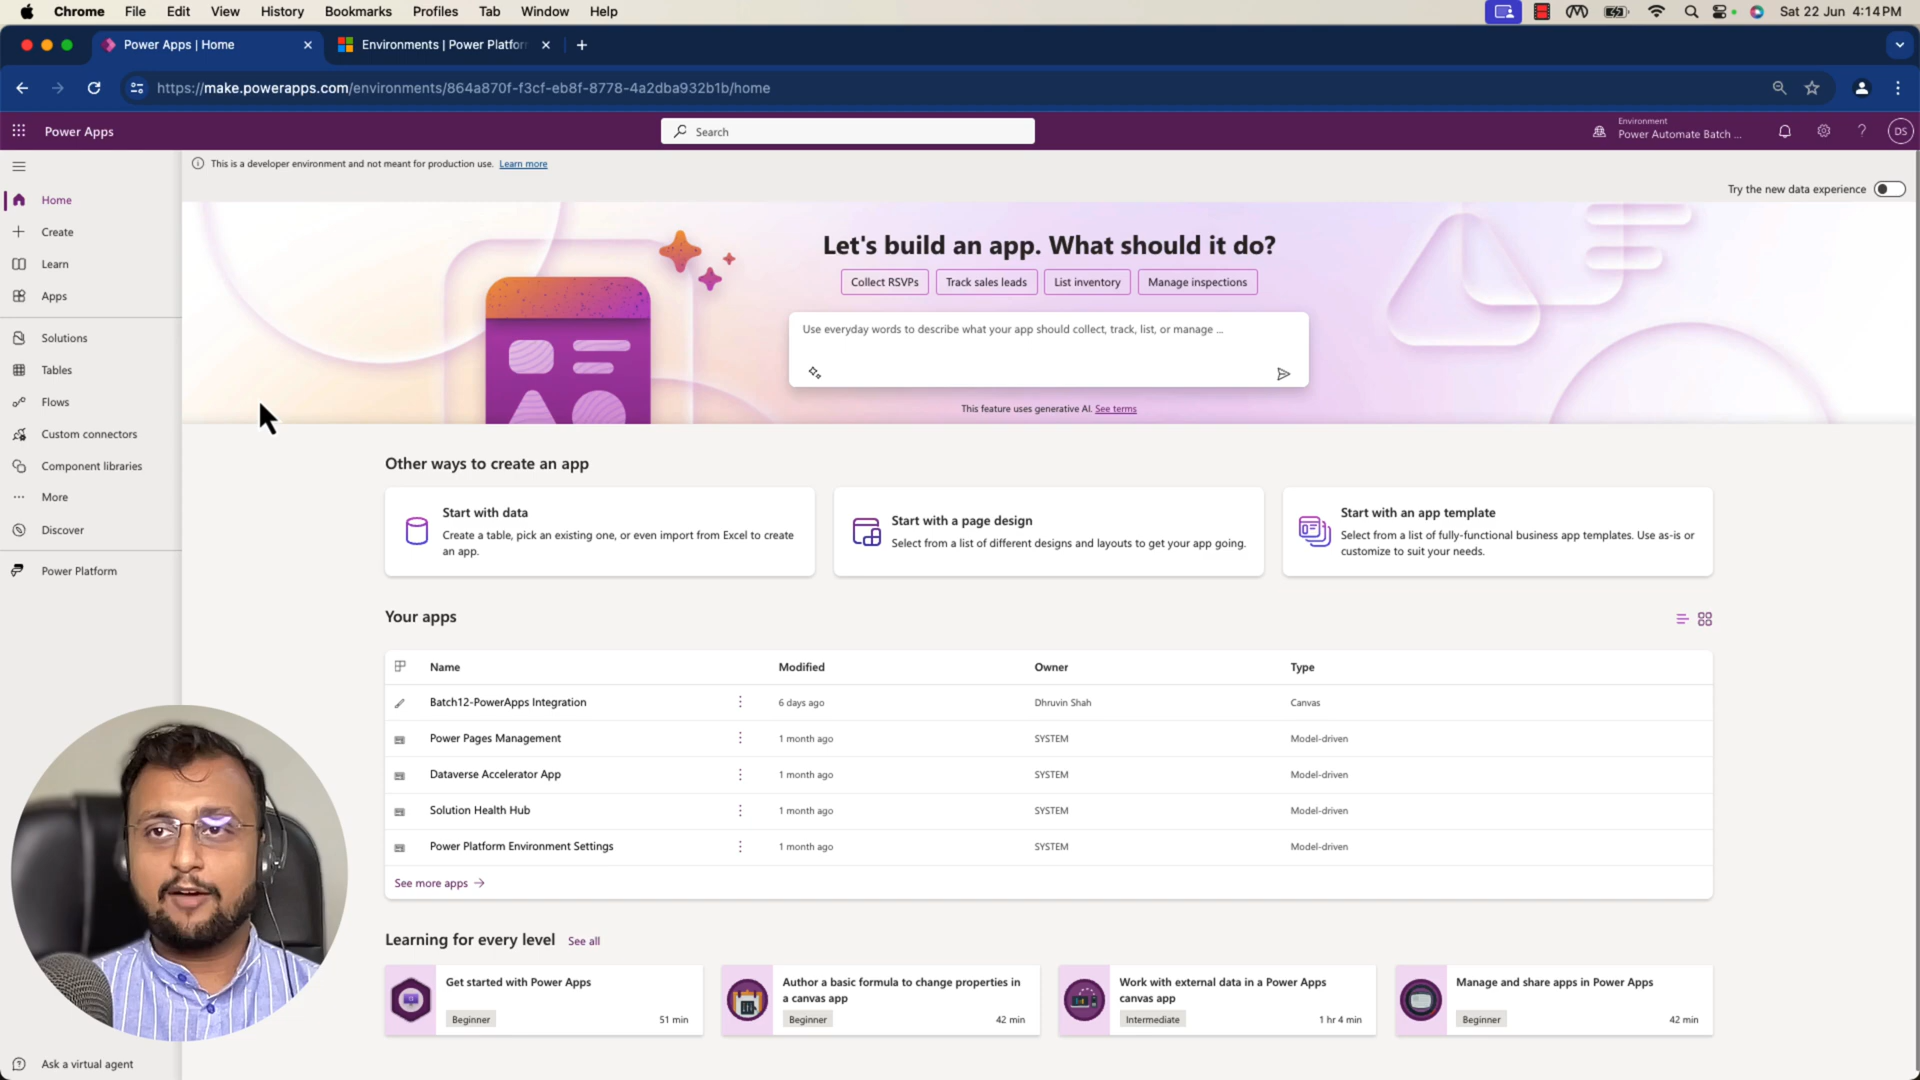 Chrome File Edit View History Bookmarks Profiles Tab Window Help
Sat 22 Jun 4:14 PM
Power Apps | Home
Environments | Power Platfor
https://make.powerapps.com/environments/864a870f-f3cf-eb8f-8778-4a2dba932b1b/home
Power Apps
Search
Environment
Power Automate Batch ...
DS
This is a developer environment and not meant for production use. Learn more
Try the new data experience
Home
Create
Learn
Apps
Solutions
Tables
Flows
Custom connectors
Component libraries
More
Discover
Power Platform
Ask a virtual agent
Let's build an app. What should it do?
Collect RSVPs
Track sales leads
List inventory
Manage inspections
Use everyday words to describe what your app should collect, track, list, or manage ...
This feature uses generative AI. See terms
Other ways to create an app
Start with data
Create a table, pick an existing one, or even import from Excel to create
an app.
Start with a page design
Select from a list of different designs and layouts to get your app going.
Start with an app template
Select from a list of fully-functional business app templates. Use as-is or
customize to suit your needs.
Your apps
Name Modified Owner Type
Batch12-PowerApps Integration 6 days ago Dhruvin Shah Canvas
Power Pages Management 1 month ago SYSTEM Model-driven
Dataverse Accelerator App 1 month ago SYSTEM Model-driven
Solution Health Hub 1 month ago SYSTEM Model-driven
Power Platform Environment Settings 1 month ago SYSTEM Model-driven
See more apps
Learning for every level See all
Get started with Power Apps
Beginner 51 min
Author a basic formula to change properties in
a canvas app
Beginner 42 min
Work with external data in a Power Apps
canvas app
Intermediate 1 hr 4 min
Manage and share apps in Power Apps
Beginner 42 min